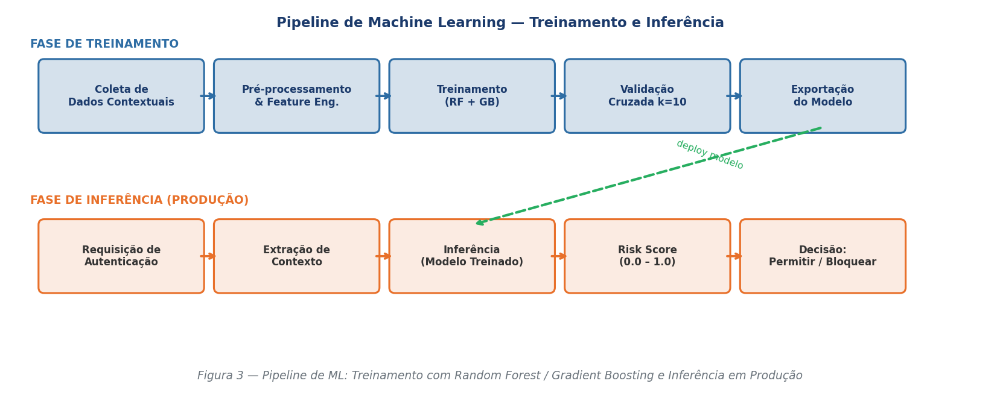 Pipeline de Machine Learning — Treinamento e Inferência
FASE DE TREINAMENTO
Coleta de
Dados Contextuais
Pré-processamento
& Feature Eng.
Treinamento
(RF + GB)
Validação
Cruzada k=10
Exportação
do Modelo
deploy modelo
FASE DE INFERÊNCIA (PRODUÇÃO)
Requisição de
Autenticação
Extração de
Contexto
Inferência
(Modelo Treinado)
Risk Score
(0.0 – 1.0)
Decisão:
Permitir / Bloquear
Figura 3 — Pipeline de ML: Treinamento com Random Forest / Gradient Boosting e Inferência em Produção